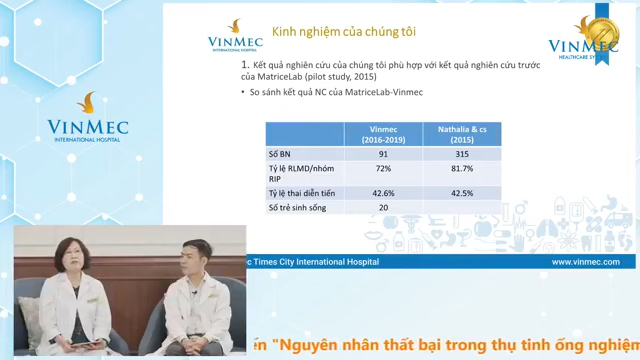 VINMEC
INTERNATIONAL HOSPITAL
Kinh nghiệm của chúng tôi
VINMEC
HEALTHCARE SY
1. Kết quả nghiên cứu của chúng tôi phù hợp với kết quả nghiên cứu trước
của MatriceLab (pilot study, 2015)
• So sánh kết quả NC của MatriceLab-Vinmec
VINMEC
INTERNATIONAL HOSPITAL
Vinmec (2016-2019) Nathalia & cs (2015)
Số BN 91 315
Tỷ lệ RLMD/nhóm RIP 72% 81.7%
Tỷ lệ thai diễn tiến 42.6% 42.5%
Số trẻ sinh sống 20
c Times City International Hospital www.vinmec.com
ến "Nguyên nhân thất bại trong thụ tinh ống nghiệm